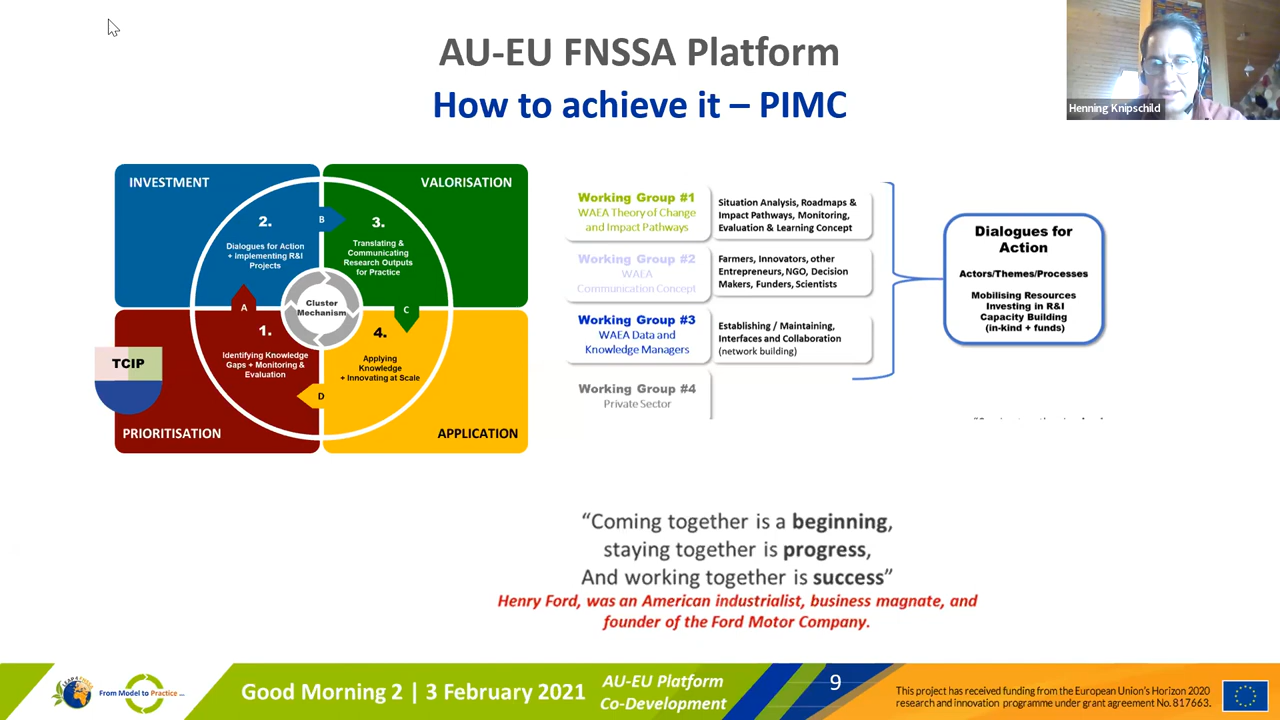 AU-EU FNSSA Platform
How to achieve it – PIMC
Henning Knipschild
INVESTMENT
VALORISATION
2.
Dialogues for Action
+ Implementing R&I
Projects
B
3.
Translating &
Communicating
Research Outputs
for Practice
Cluster
Mechanism
A
C
1.
Identifying Knowledge
Gaps + Monitoring &
Evaluation
4.
Applying
Knowledge
+ Innovating at Scale
D
TCIP
PRIORITISATION
APPLICATION
Working Group #1
WAEA Theory of Change
and Impact Pathways
Situation Analysis, Roadmaps &
Impact Pathways, Monitoring,
Evaluation & Learning Concept
Working Group #2
WAEA
Communication Concept
Farmers, Innovators, other
Entrepreneurs, NGO, Decision
Makers, Funders, Scientists
Working Group #3
WAEA Data and
Knowledge Managers
Establishing / Maintaining,
Interfaces and Collaboration
(network building)
Working Group #4
Private Sector
Dialogues for
Action
Actors/Themes/Processes
Mobilising Resources
Investing in R&I
Capacity Building
(in-kind + funds)
“Coming together is a beginning,
staying together is progress,
And working together is success”
Henry Ford, was an American industrialist, business magnate, and
founder of the Ford Motor Company.
From Model to Practice ...
Good Morning 2 | 3 February 2021
AU-EU Platform
Co-Development
9
This project has received funding from the European Union's Horizon 2020
research and innovation programme under grant agreement No. 817663.